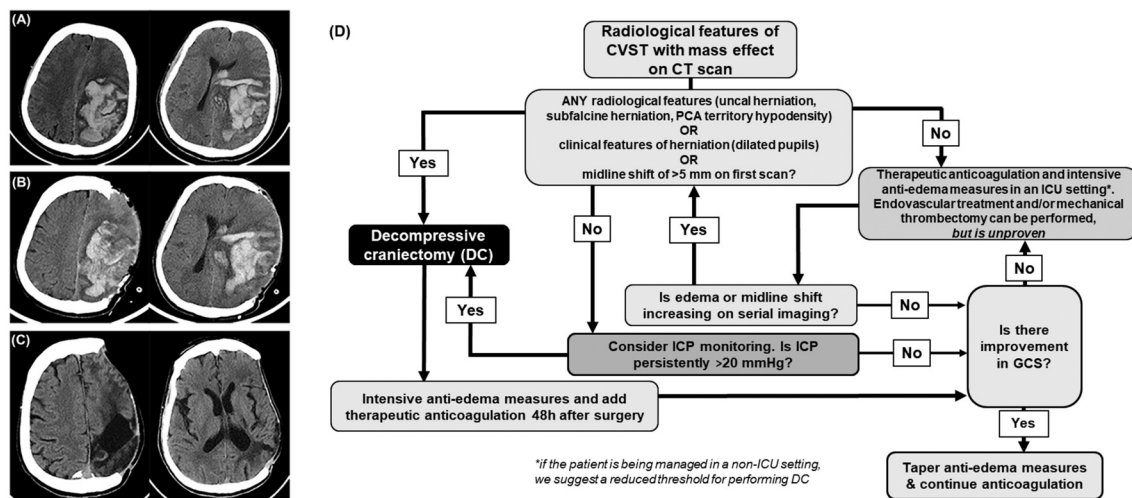 (A)
(B)
(C)
(D)
Radiological features of
CVST with mass effect
on CT scan
ANY radiological features (uncal herniation,
subfalcine herniation, PCA territory hypodensity)
OR
clinical features of herniation (dilated pupils)
OR
midline shift of >5 mm on first scan?
Yes
No
Therapeutic anticoagulation and intensive
anti-edema measures in an ICU setting*.
Endovascular treatment and/or mechanical
thrombectomy can be performed,
but is unproven
Decompressive
craniectomy (DC)
No
Yes
No
Yes
Is edema or midline shift
increasing on serial imaging?
No
Is there
improvement
in GCS?
Consider ICP monitoring. Is ICP
persistently >20 mmHg?
No
Intensive anti-edema measures and add
therapeutic anticoagulation 48h after surgery
Yes
*if the patient is being managed in a non-ICU setting,
we suggest a reduced threshold for performing DC
Taper anti-edema measures
& continue anticoagulation